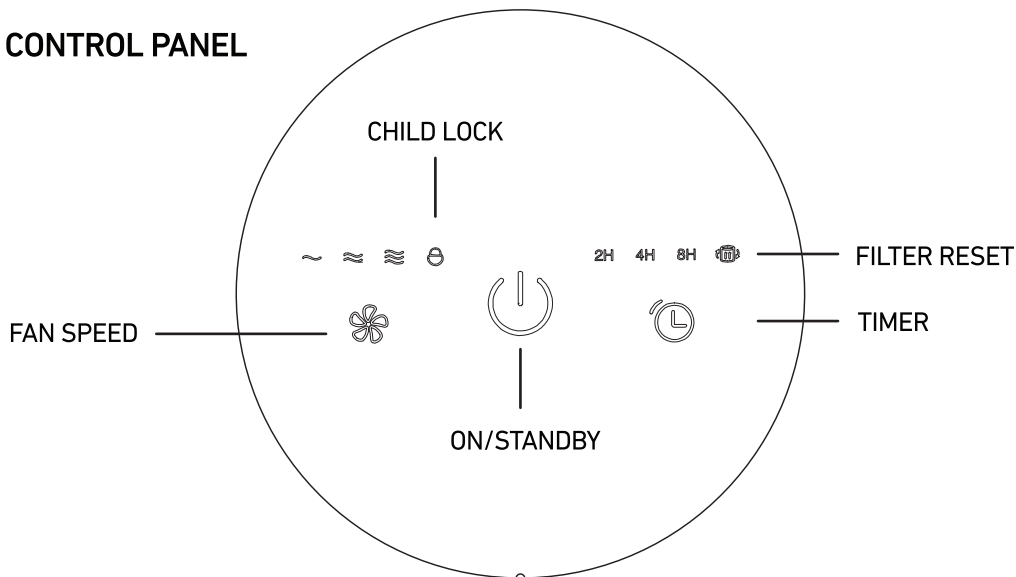 CONTROL PANEL
CHILD LOCK
2H 4H 8H
FILTER RESET
FAN SPEED
TIMER
ON/STANDBY